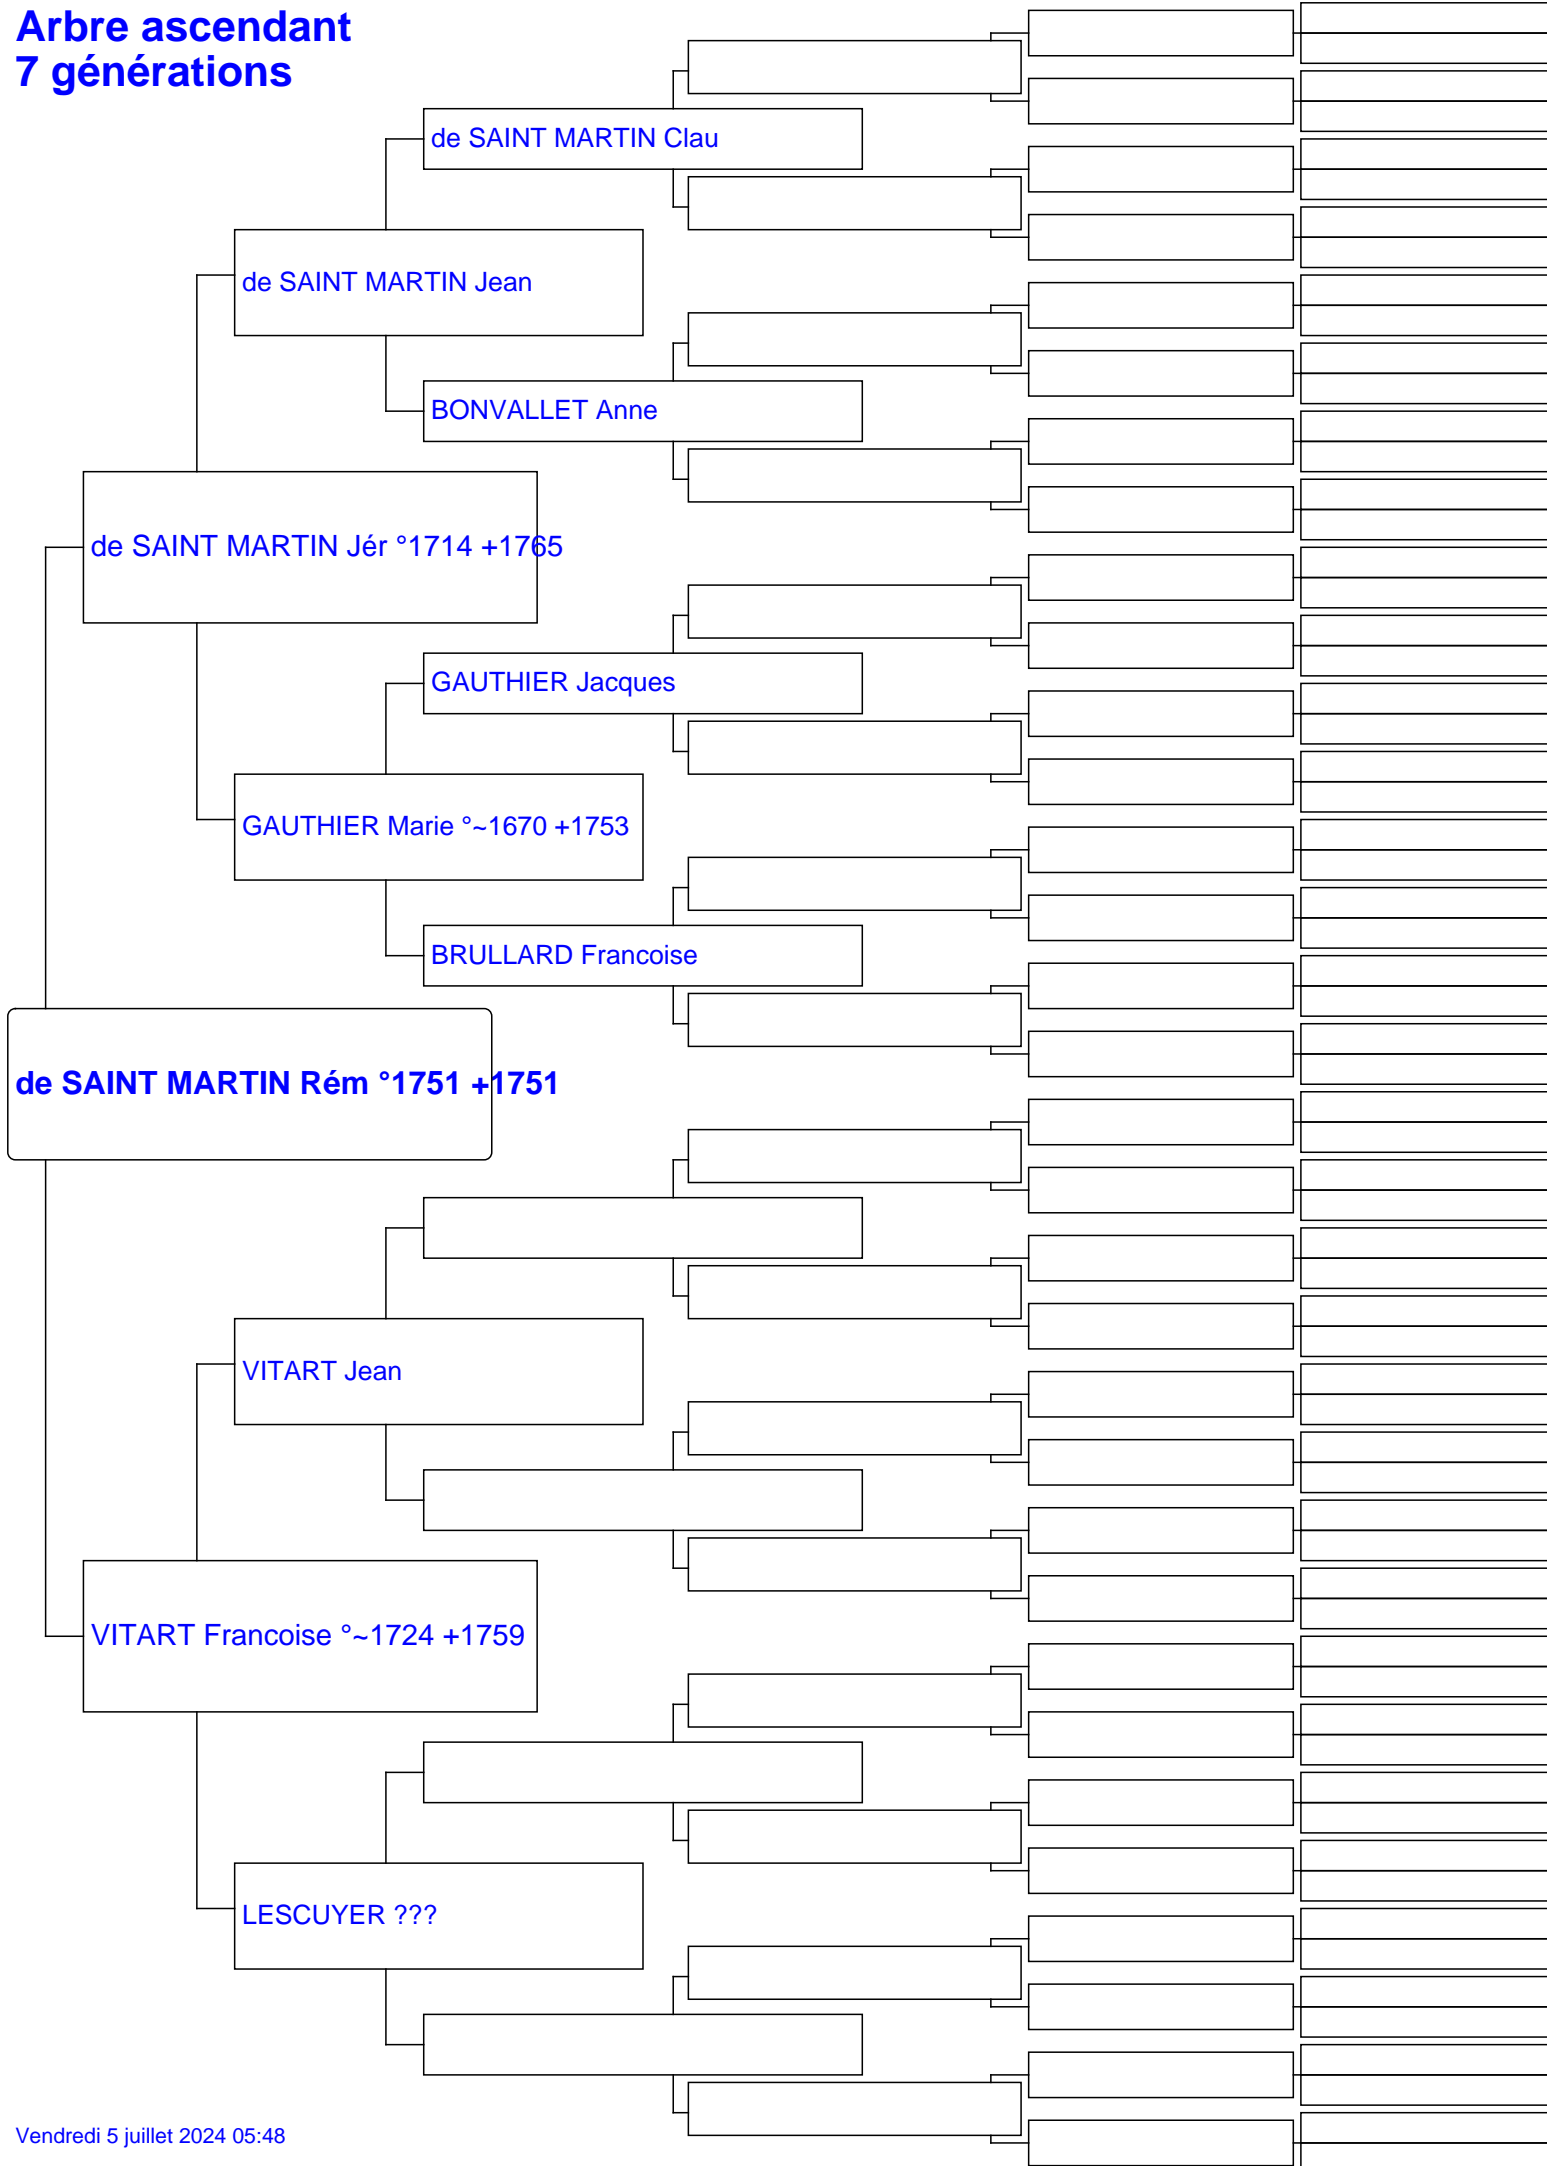 Arbre ascendant
7 générations
de SAINT MARTIN Clau
de SAINT MARTIN Jean
BONVALLET Anne
de SAINT MARTIN Jér °1714 +1765
GAUTHIER Jacques
GAUTHIER Marie °~1670 +1753
BRULLARD Francoise
de SAINT MARTIN Rém °1751 +1751
VITART Jean
VITART Francoise °~1724 +1759
LESCUYER ???
Vendredi 5 juillet 2024 05:48